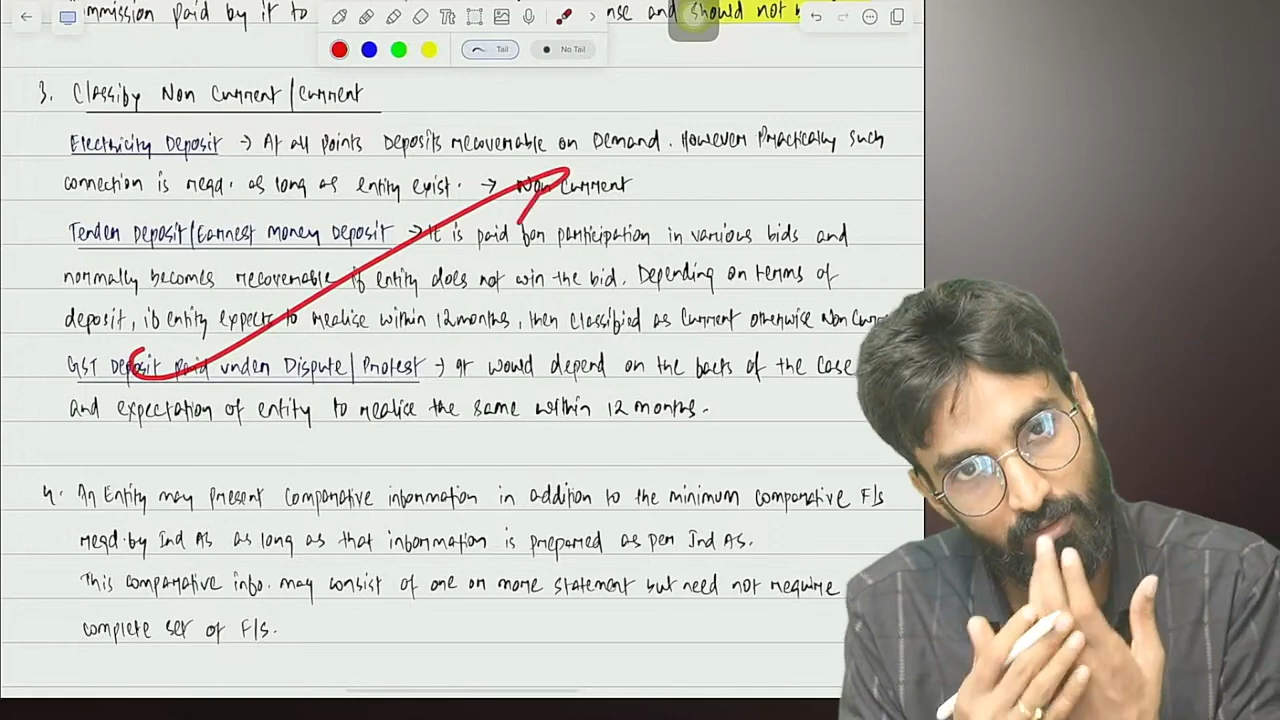 mmission paid by it to nse and should not
Tt
Tail
No Tail
3. Classify Non Current/Current
Electricity Deposit → At all points Deposits recoverable on Demand. However Practically such
connection is reqd. as long as entity exist. → Non Current
Tender Deposit/Earnest Money Deposit → It is paid for participation in various bids and
normally becomes recoverable if entity does not win the bid. Depending on terms of
deposit, if entity expects to realise within 12 months, then classified as Current otherwise Non
GST Deposit paid under Dispute/Protest → It would depend on the facts of the case
and expectation of entity to realise the same within 12 months.
4. An Entity may present comparative information in addition to the minimum comparative F/s
reqd. by Ind AS as long as that information is prepared as per Ind AS.
This comparative info. may consist of one or more statement but need not require
complete set of F/s.